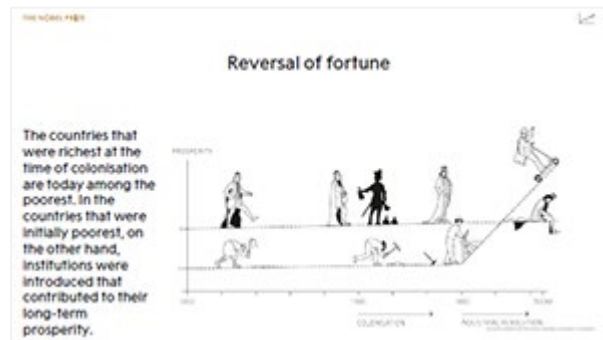 THE NOBEL PRIZE
Reversal of fortune
The countries that
were richest at the
time of colonisation
are today among the
poorest. In the
countries that were
initially poorest, on
the other hand,
institutions were
introduced that
contributed to their
long-term
prosperity.
PROSPERITY
COLONISATION
INDUSTRIAL REVOLUTION